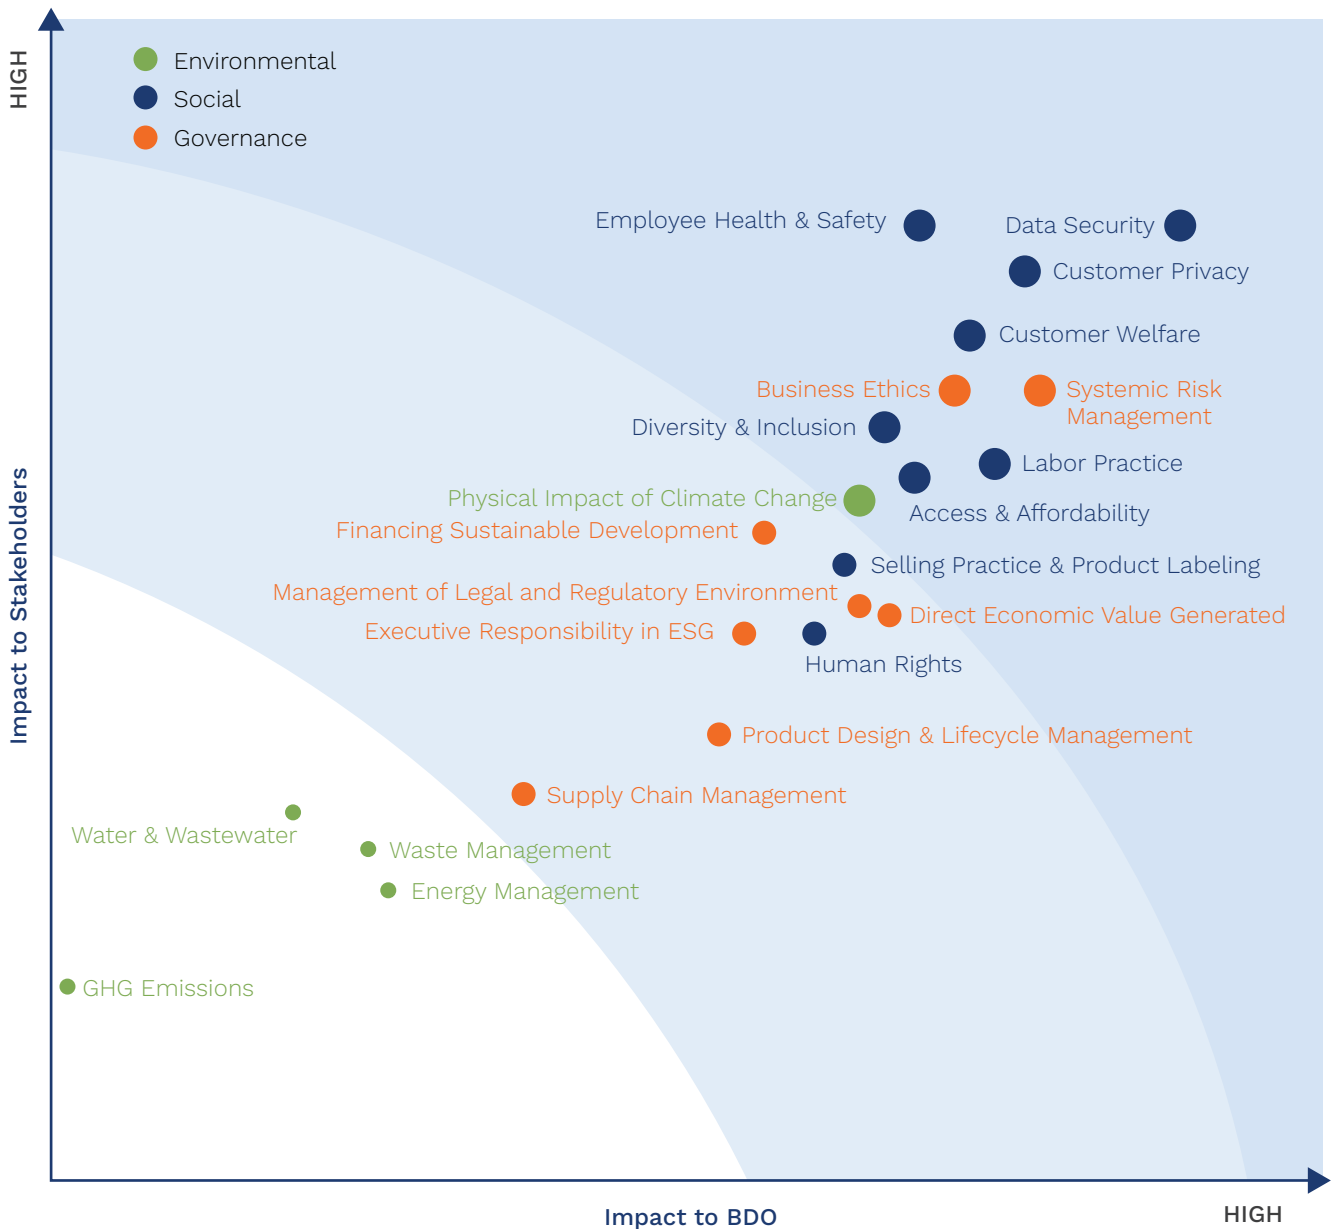 HIGH
Environmental
Social
Governance
Employee Health & Safety
Data Security
Customer Privacy
Customer Welfare
Business Ethics
Systemic Risk
Management
Diversity & Inclusion
Labor Practice
Physical Impact of Climate Change
Access & Affordability
Financing Sustainable Development
Selling Practice & Product Labeling
Management of Legal and Regulatory Environment
Direct Economic Value Generated
Executive Responsibility in ESG
Human Rights
Product Design & Lifecycle Management
Supply Chain Management
Water & Wastewater
Waste Management
Energy Management
GHG Emissions
Impact to Stakeholders
Impact to BDO
HIGH